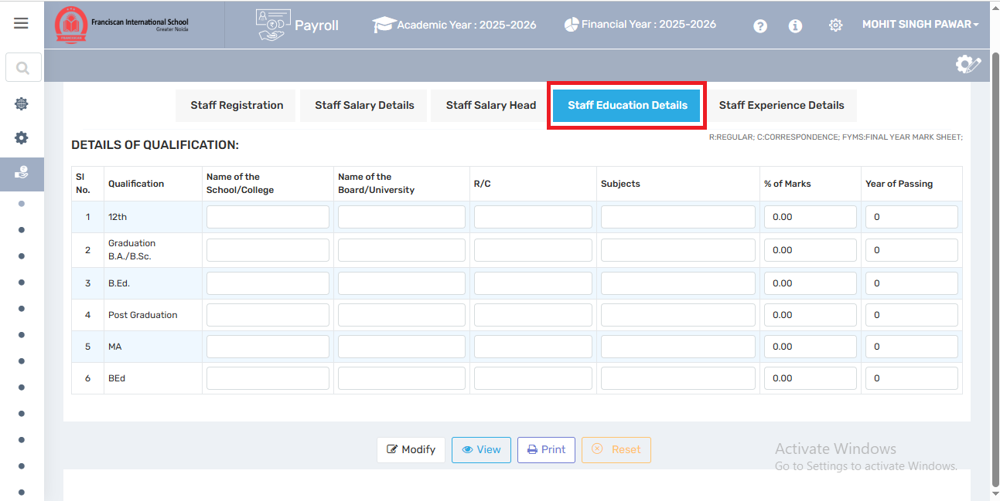 Franciscan International School
Greater Noida
FRANCISCAN
Payroll
Academic Year : 2025-2026
Financial Year : 2025-2026
MOHIT SINGH PAWAR
Staff Registration
Staff Salary Details
Staff Salary Head
Staff Education Details
Staff Experience Details
R:REGULAR; C:CORRESPONDENCE; FYMS:FINAL YEAR MARK SHEET;
DETAILS OF QUALIFICATION:
Sl No. Qualification Name of the School/College Name of the Board/University R/C Subjects % of Marks Year of Passing
1 12th 0.00 0
2 Graduation B.A./B.Sc. 0.00 0
3 B.Ed. 0.00 0
4 Post Graduation 0.00 0
5 MA 0.00 0
6 BEd 0.00 0
Modify View Print Reset
Activate Windows
Go to Settings to activate Windows.